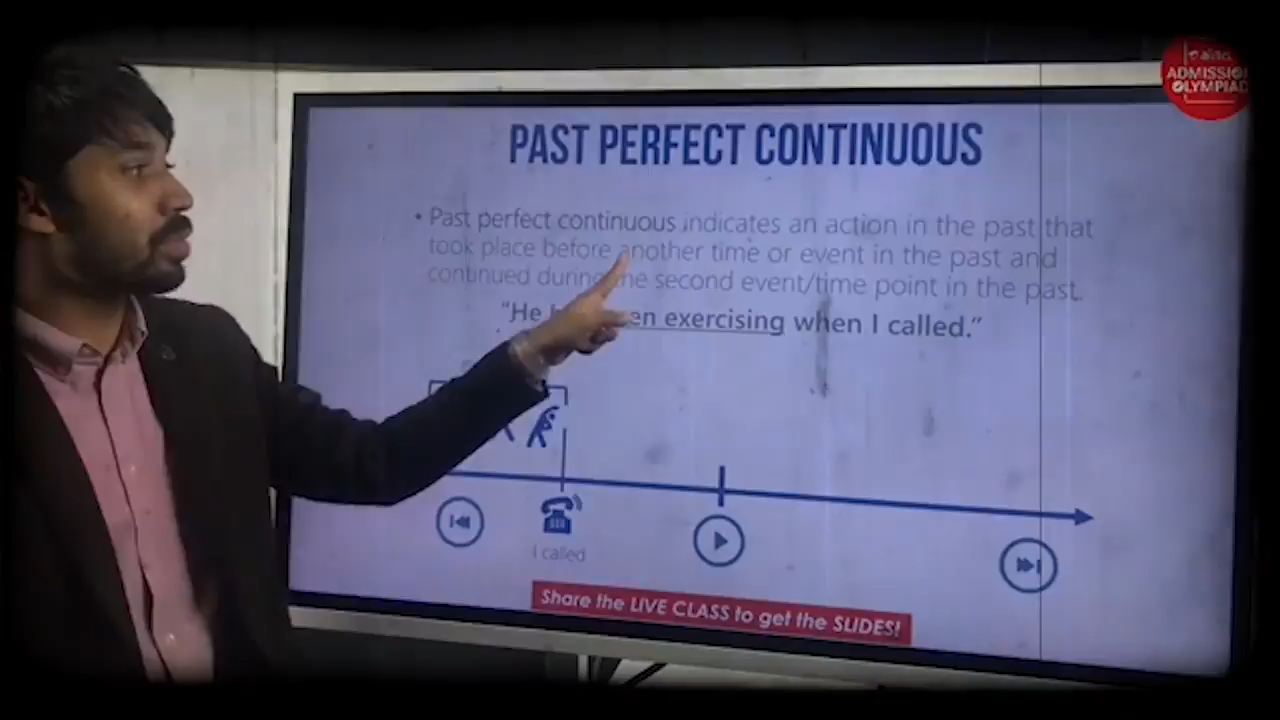 ADMISSION
OLYMPIAD
PAST PERFECT CONTINUOUS
• Past perfect continuous indicates an action in the past that
took place before another time or event in the past and
continued during second event/time point in the past.
"He exercising when I called."
I called
Share the LIVE CLASS to get the SLIDES!